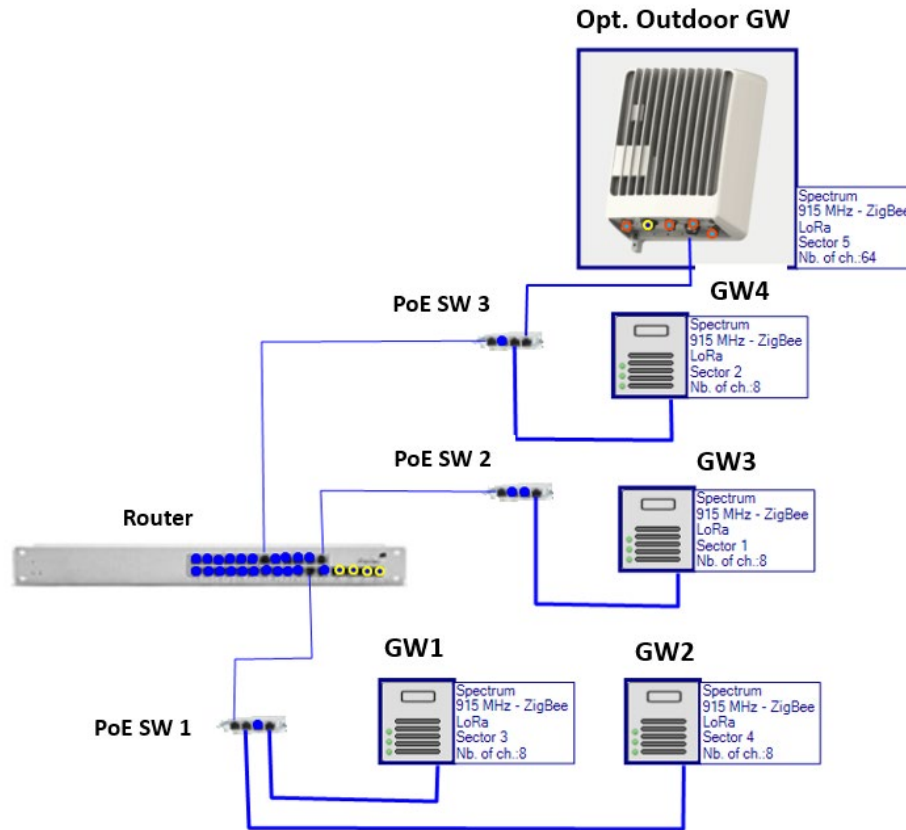 Opt. Outdoor GW
Spectrum
915 MHz - ZigBee
LoRa
Sector 5
Nb. of ch.:64
PoE SW 3
GW4
Spectrum
915 MHz - ZigBee
LoRa
Sector 2
Nb. of ch.:8
PoE SW 2
GW3
Spectrum
915 MHz - ZigBee
LoRa
Sector 1
Nb. of ch.:8
Router
GW1
Spectrum
915 MHz - ZigBee
LoRa
Sector 3
Nb. of ch.:8
GW2
Spectrum
915 MHz - ZigBee
LoRa
Sector 4
Nb. of ch.:8
PoE SW 1